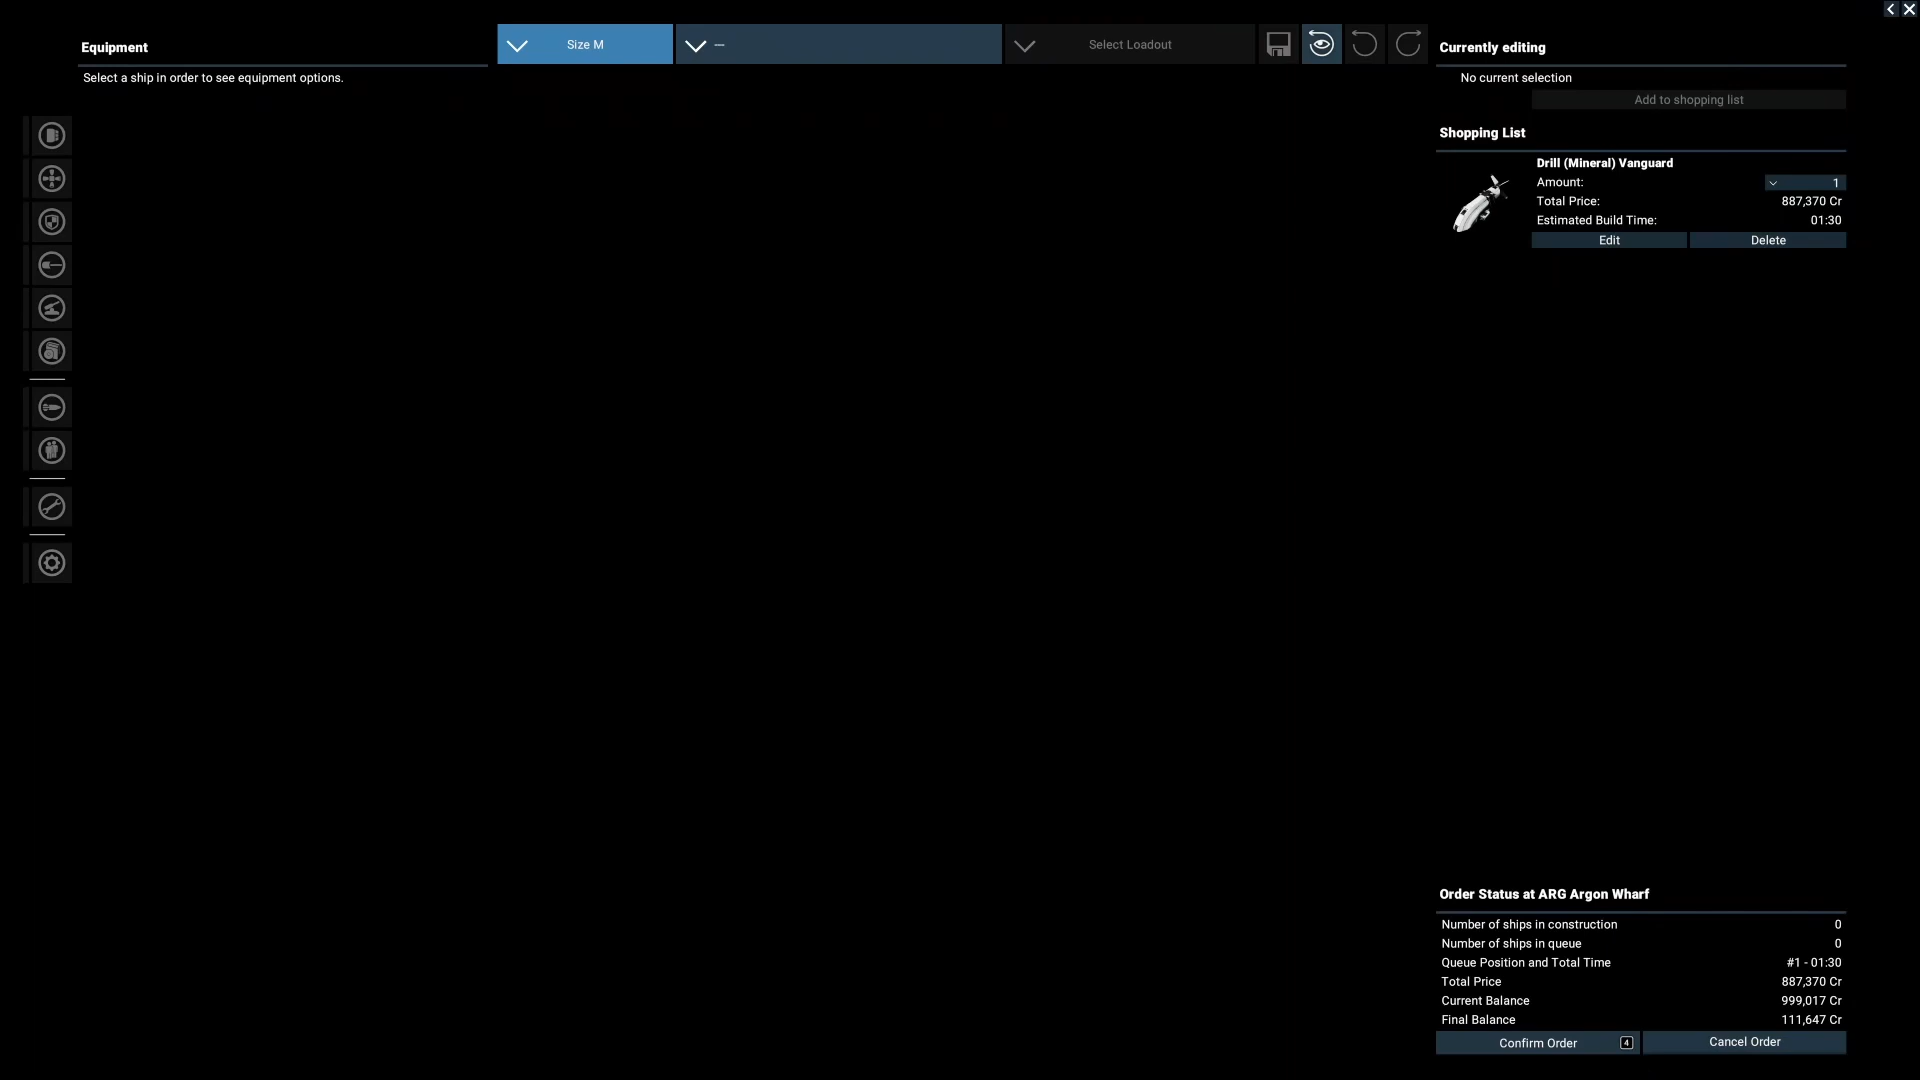 Equipment
Select a ship in order to see equipment options.
Size M
—
Select Loadout
Currently editing
No current selection
Add to shopping list
Shopping List
Drill (Mineral) Vanguard
Amount: 1
Total Price: 887,370 Cr
Estimated Build Time: 01:30
Edit Delete
Order Status at ARG Argon Wharf
Number of ships in construction 0
Number of ships in queue 0
Queue Position and Total Time #1 - 01:30
Total Price 887,370 Cr
Current Balance 999,017 Cr
Final Balance 111,647 Cr
Confirm Order 4 Cancel Order